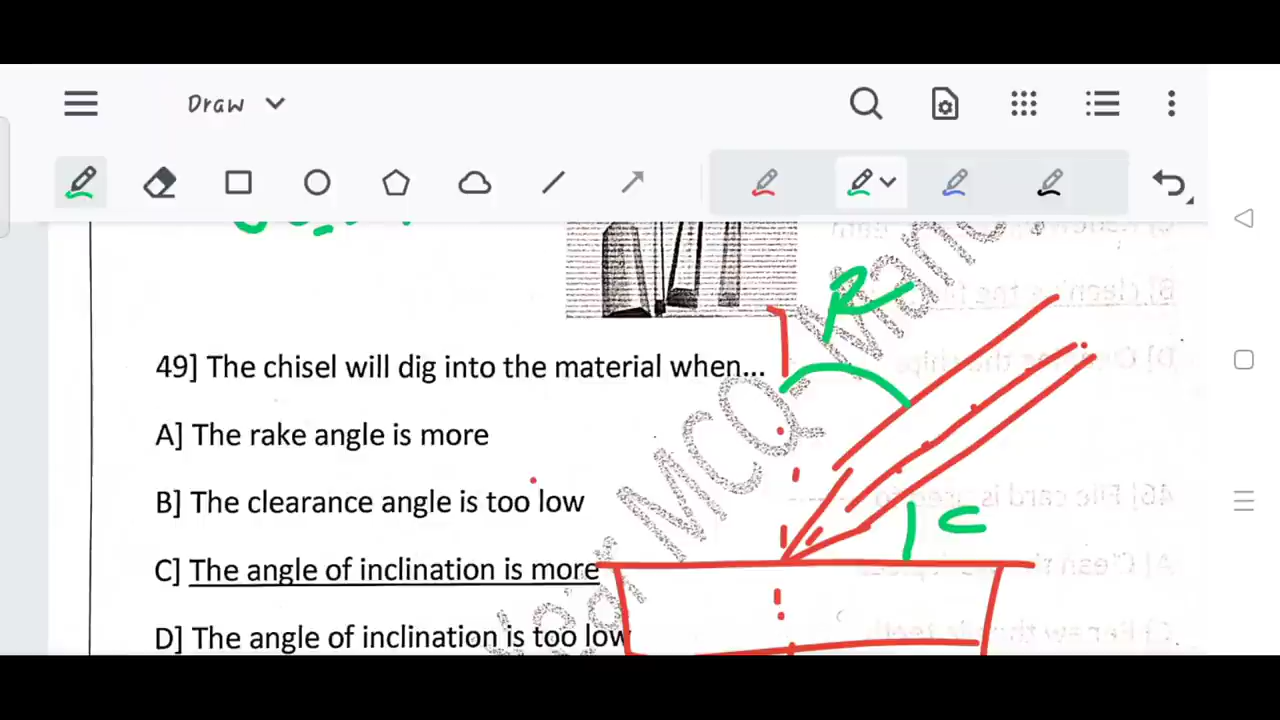 Draw
R
49] The chisel will dig into the material when...
A] The rake angle is more
B] The clearance angle is too low
C
C] The angle of inclination is more
D] The angle of inclination is too low
MCQ